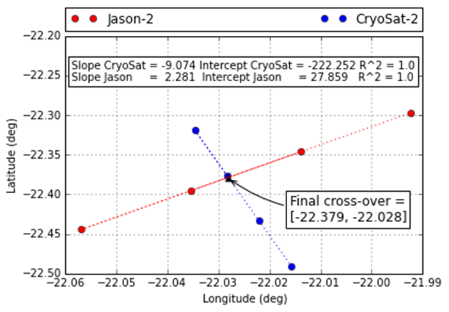 Jason-2 CryoSat-2
−22.20
Slope CryoSat = -9.074 Intercept CryoSat = -222.252 R^2 = 1.0
Slope Jason = 2.281 Intercept Jason = 27.859 R^2 = 1.0
−22.25
−22.30
−22.35
−22.40
−22.45
−22.50
Latitude (deg)
Final cross-over =
[-22.379, -22.028]
−22.06 −22.05 −22.04 −22.03 −22.02 −22.01 −22.00 −21.99
Longitude (deg)